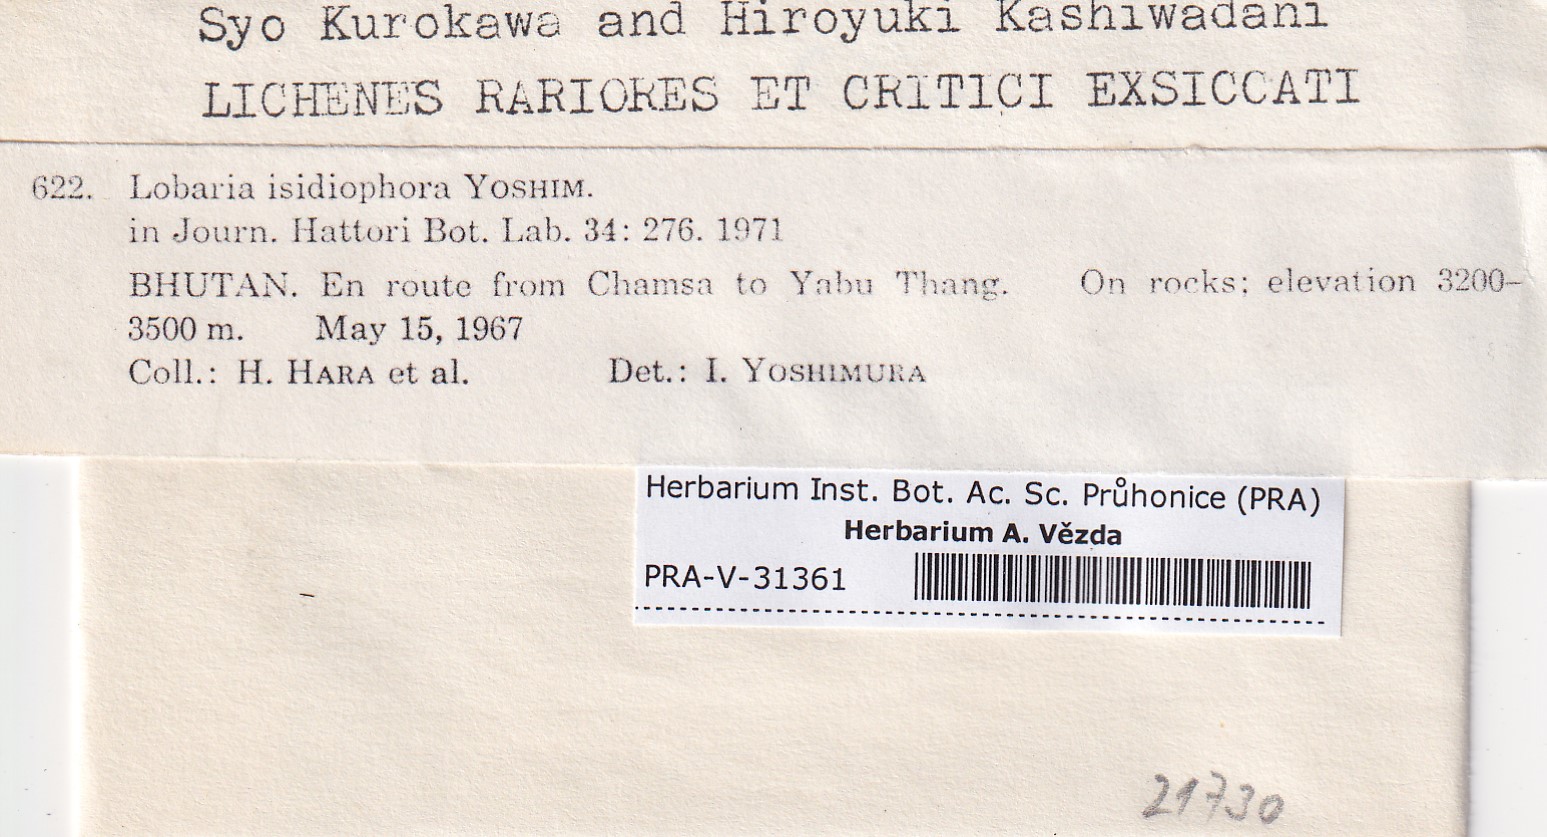 Syo Kurokawa and Hiroyuki Kashiwadani
LICHENES RARIORES ET CRITICI EXSICCATI
622. Lobaria isidiophora YOSHIM.
in Journ. Hattori Bot. Lab. 34: 276. 1971
BHUTAN. En route from Chamsa to Yabu Thang. On rocks; elevation 3200–
3500 m. May 15, 1967
Coll.: H. HARA et al. Det.: I. YOSHIMURA
Herbarium Inst. Bot. Ac. Sc. Průhonice (PRA)
Herbarium A. Vězda
PRA-V-31361
21730